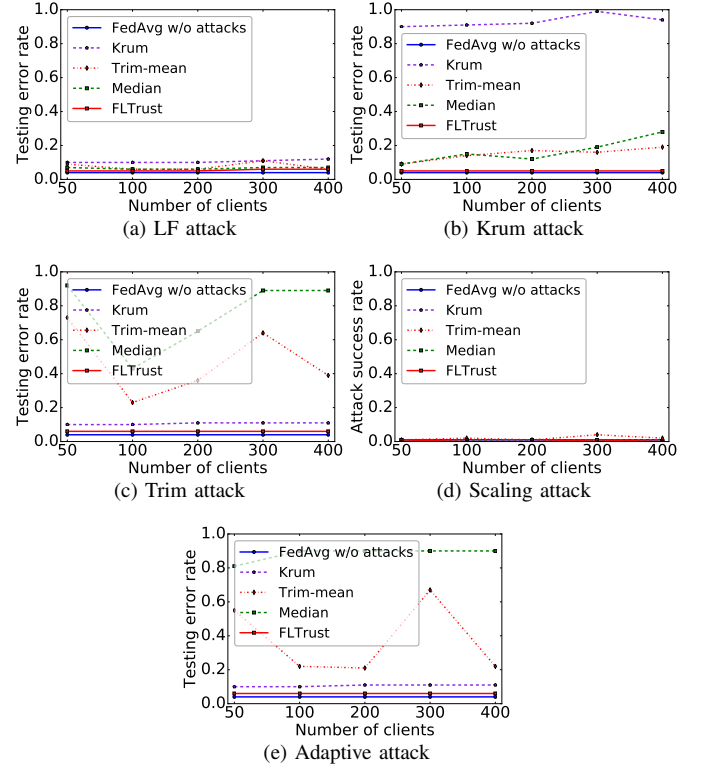 Testing error rate
1.0
0.8
0.6
0.4
0.2
0.0
FedAvg w/o attacks
Krum
Trim-mean
Median
FLTrust
50 100 200 300 400
Number of clients
(a) LF attack
Testing error rate
1.0
0.8
0.6
0.4
0.2
0.0
FedAvg w/o attacks
Krum
Trim-mean
Median
FLTrust
50 100 200 300 400
Number of clients
(b) Krum attack
Testing error rate
1.0
0.8
0.6
0.4
0.2
0.0
FedAvg w/o attacks
Krum
Trim-mean
Median
FLTrust
50 100 200 300 400
Number of clients
(c) Trim attack
Attack success rate
1.0
0.8
0.6
0.4
0.2
0.0
FedAvg w/o attacks
Krum
Trim-mean
Median
FLTrust
50 100 200 300 400
Number of clients
(d) Scaling attack
Testing error rate
1.0
0.8
0.6
0.4
0.2
0.0
FedAvg w/o attacks
Krum
Trim-mean
Median
FLTrust
50 100 200 300 400
Number of clients
(e) Adaptive attack